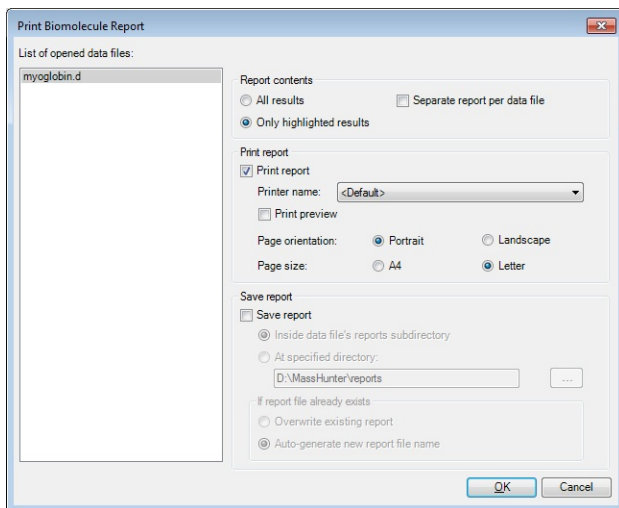 Print Biomolecule Report
List of opened data files:
myoglobin.d
Report contents
All results
Separate report per data file
Only highlighted results
Print report
Print report
Printer name: <Default>
Print preview
Page orientation: Portrait Landscape
Page size: A4 Letter
Save report
Save report
Inside data file's reports subdirectory
At specified directory:
D:\MassHunter\reports ...
If report file already exists
Overwrite existing report
Auto-generate new report file name
OK Cancel